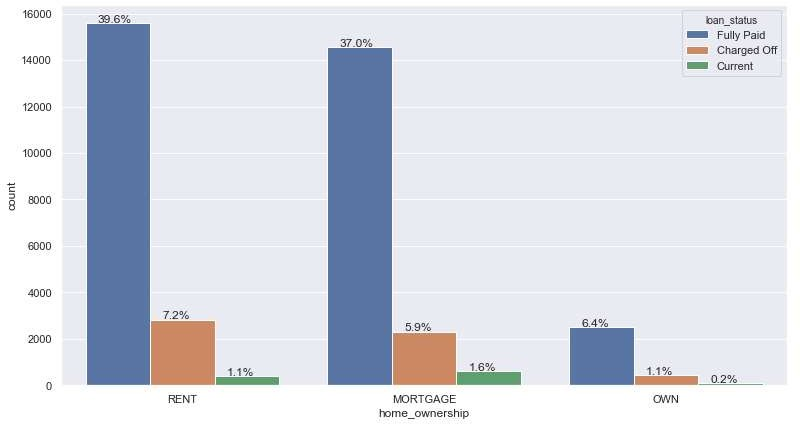 16000
14000
12000
10000
8000
6000
4000
2000
0
count
39.6%
7.2%
1.1%
37.0%
5.9%
1.6%
6.4%
1.1%
0.2%
loan_status
Fully Paid
Charged Off
Current
RENT
MORTGAGE
OWN
home_ownership